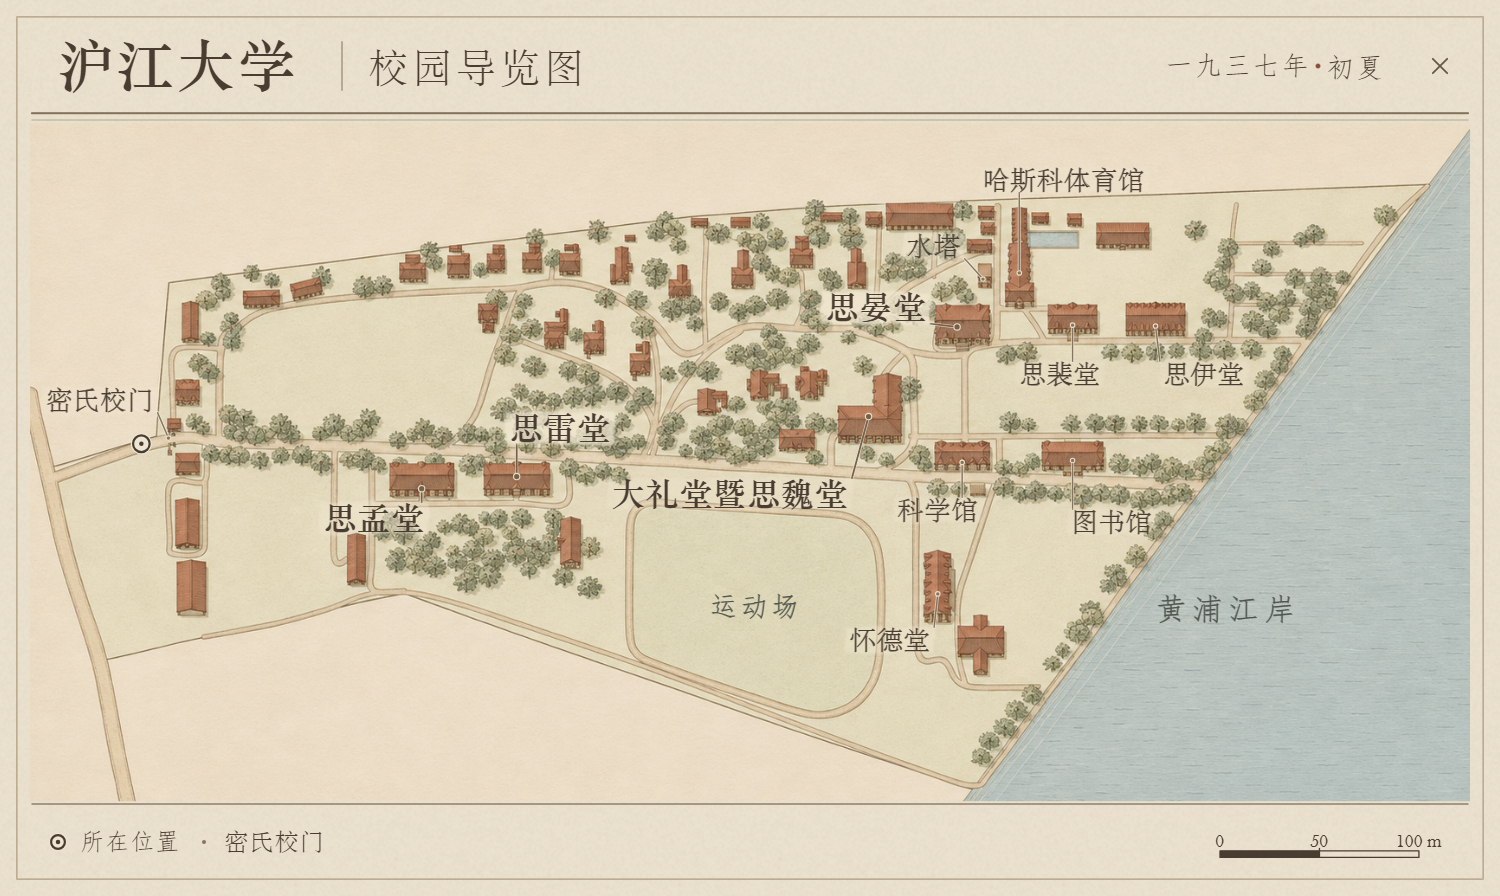 沪江大学
校园导览图
一九三七年·初夏
哈斯科体育馆
水塔
思晏堂
思裴堂
思伊堂
密氏校门
思雷堂
大礼堂暨思魏堂
科学馆
思孟堂
图书馆
运动场
黄浦江岸
怀德堂
所在位置 · 密氏校门
0 50 100 m